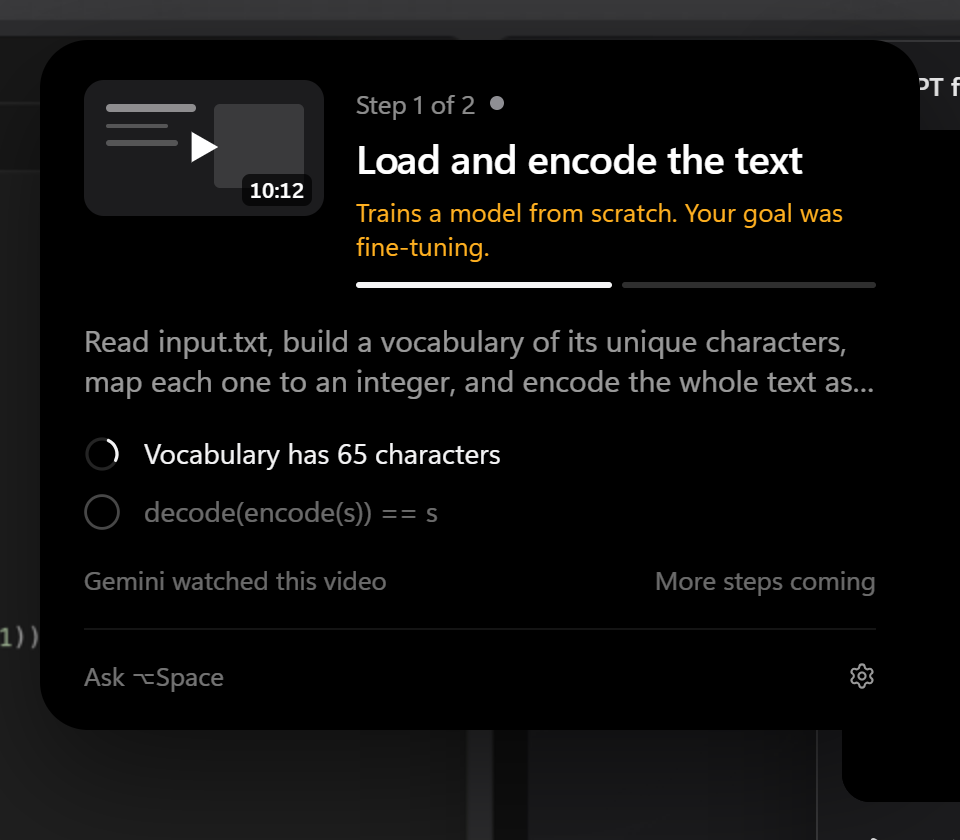 PT f
Step 1 of 2
Load and encode the text
10:12
Trains a model from scratch. Your goal was
fine-tuning.
Read input.txt, build a vocabulary of its unique characters,
map each one to an integer, and encode the whole text as...
Vocabulary has 65 characters
decode(encode(s)) == s
Gemini watched this video
More steps coming
1))
Ask ⌥Space